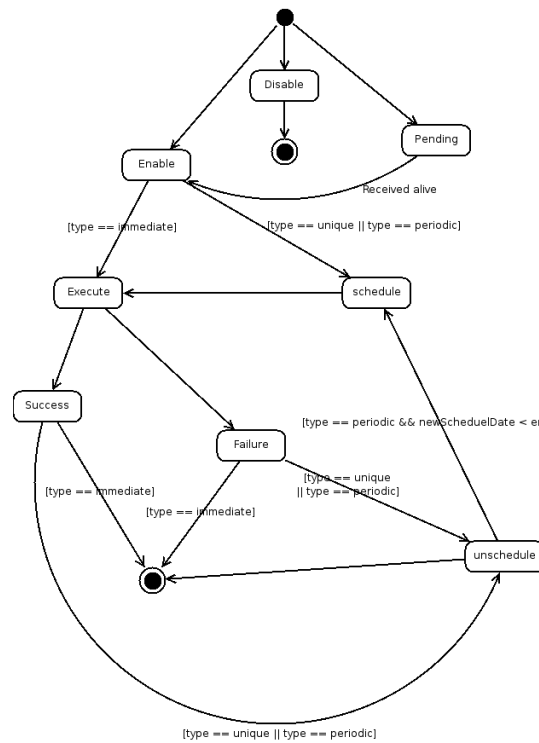 Disable
Pending
Enable
Received alive
[type == immediate]
[type == unique || type == periodic]
Execute
schedule
Success
[type == periodic && newScheduelDate < en
Failure
[type == unique
|| type == periodic]
[type == immediate]
[type == immediate]
unschedule
[type == unique || type == periodic]